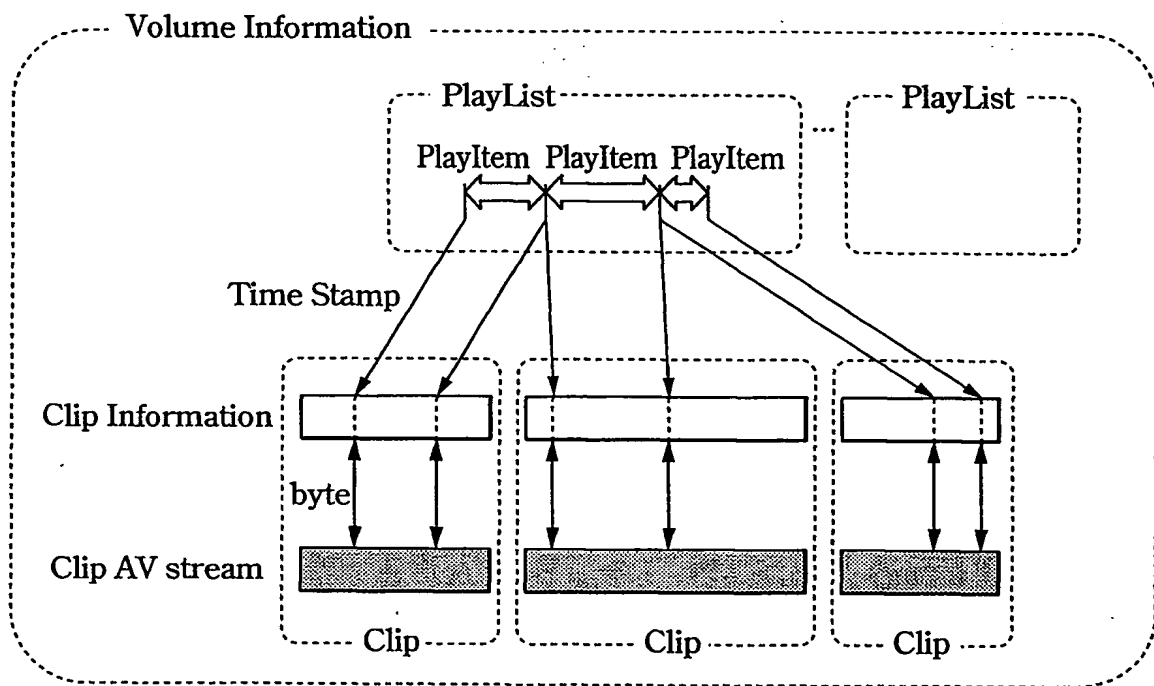 Volume Information
PlayList
PlayList
...
PlayItem PlayItem PlayItem
Time Stamp
Clip Information
byte
Clip AV stream
Clip
Clip
Clip